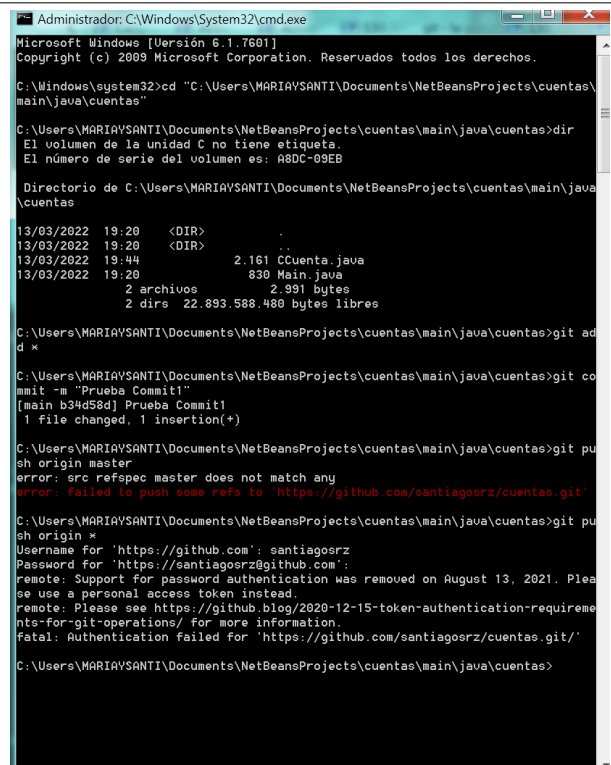 Administrador: C:\Windows\System32\cmd.exe
Microsoft Windows [Versión 6.1.7601]
Copyright (c) 2009 Microsoft Corporation. Reservados todos los derechos.
C:\Windows\system32>cd "C:\Users\MARIAYSANTI\Documents\NetBeansProjects\cuentas\
main\java\cuentas"
C:\Users\MARIAYSANTI\Documents\NetBeansProjects\cuentas\main\java\cuentas>dir
El volumen de la unidad C no tiene etiqueta.
El número de serie del volumen es: A8DC-09EB
Directorio de C:\Users\MARIAYSANTI\Documents\NetBeansProjects\cuentas\main\java
\cuentas
13/03/2022 19:20 <DIR> .
13/03/2022 19:20 <DIR> ..
13/03/2022 19:44 2.161 CCuenta.java
13/03/2022 19:20 830 Main.java
2 archivos 2.991 bytes
2 dirs 22.893.588.480 bytes libres
C:\Users\MARIAYSANTI\Documents\NetBeansProjects\cuentas\main\java\cuentas>git ad
d *
C:\Users\MARIAYSANTI\Documents\NetBeansProjects\cuentas\main\java\cuentas>git co
mmit -m "Prueba Commit1"
[main b34d58d] Prueba Commit1
1 file changed, 1 insertion(+)
C:\Users\MARIAYSANTI\Documents\NetBeansProjects\cuentas\main\java\cuentas>git pu
sh origin master
error: src refspec master does not match any
error: failed to push some refs to 'https://github.com/santiagosrz/cuentas.git'
C:\Users\MARIAYSANTI\Documents\NetBeansProjects\cuentas\main\java\cuentas>git pu
sh origin *
Username for 'https://github.com': santiagosrz
Password for 'https://santiagosrz@github.com':
remote: Support for password authentication was removed on August 13, 2021. Plea
se use a personal access token instead.
remote: Please see https://github.blog/2020-12-15-token-authentication-requireme
nts-for-git-operations/ for more information.
fatal: Authentication failed for 'https://github.com/santiagosrz/cuentas.git/'
C:\Users\MARIAYSANTI\Documents\NetBeansProjects\cuentas\main\java\cuentas>